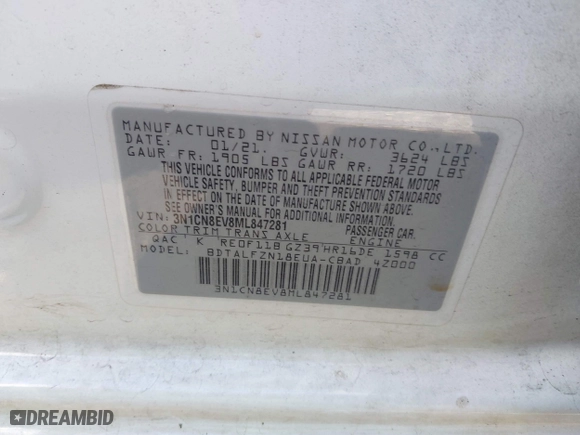 MANUFACTURED BY NISSAN MOTOR CO., LTD.
DATE: 01/21. GVWR: 3624 LBS
GAWR FR: 1905 LBS GAWR RR: 1720 LBS
THIS VEHICLE CONFORMS TO ALL APPLICABLE FEDERAL MOTOR
VEHICLE SAFETY, BUMPER AND THEFT PREVENTION STANDARDS
IN EFFECT ON THE DATE OF MANUFACTURE SHOWN ABOVE.
SEE OWNER'S MANUAL FOR ADDITIONAL INFORMATION.
VIN: 3N1CN8EV8ML847281 PASSENGER CAR.
COLOR TRIM TRANS AXLE ENGINE
QAC K RE0F11B GZ39 HR16DE 1598 CC
MODEL: BDTALFZN18EUA-CBAD 4Z000
3N1CN8EV8ML847281
DREAMBID